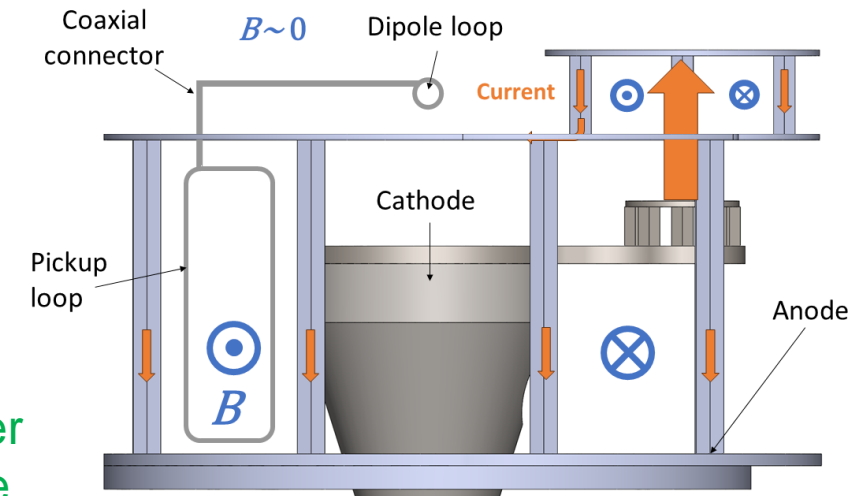 Coaxial
connector
B~0
Dipole loop
Current
Cathode
Pickup
loop
Anode
B